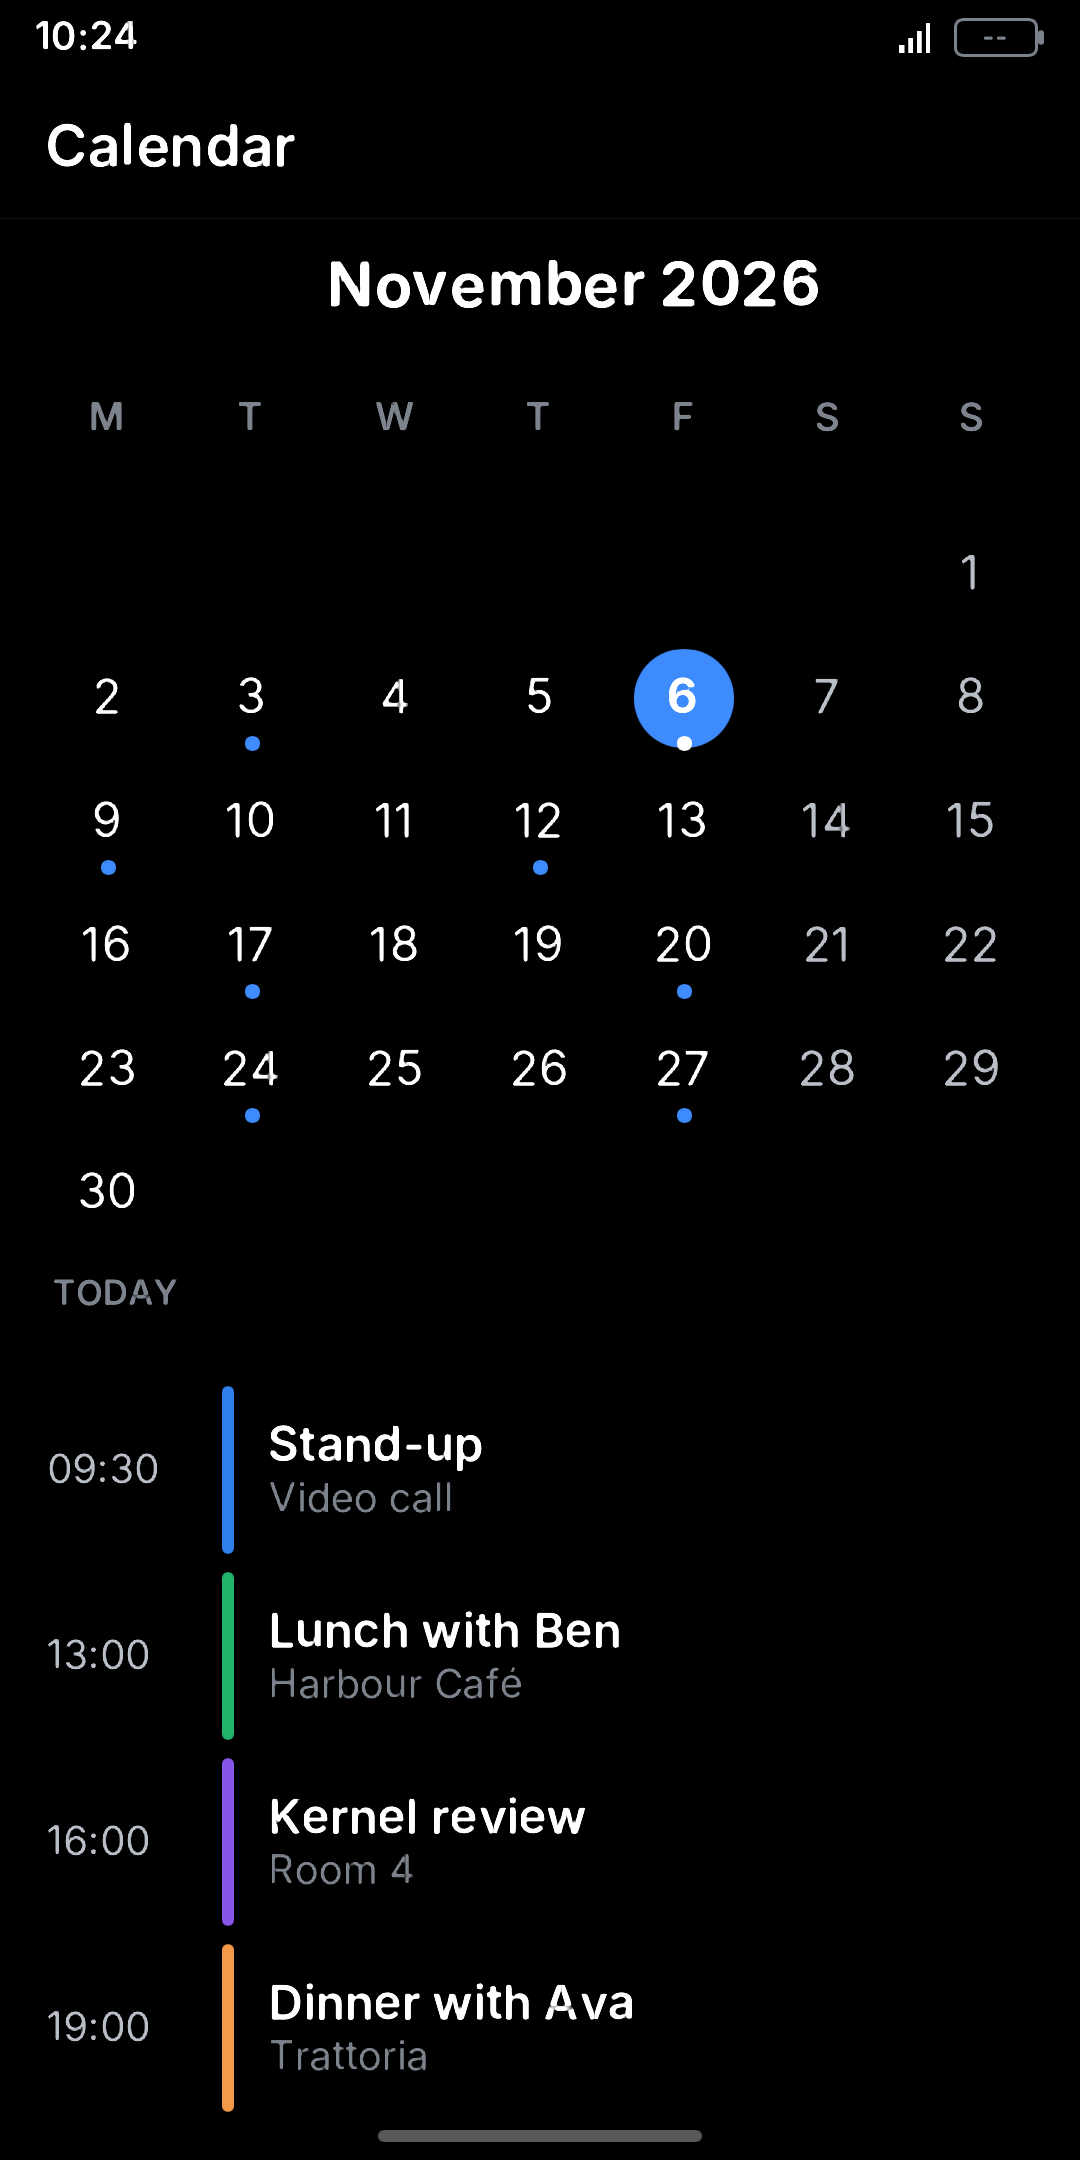 10:24
--
Calendar
November 2026
M T W T F S S
1
2 3 4 5 6 7 8
9 10 11 12 13 14 15
16 17 18 19 20 21 22
23 24 25 26 27 28 29
30
TODAY
09:30
Stand-up
Video call
13:00
Lunch with Ben
Harbour Café
16:00
Kernel review
Room 4
19:00
Dinner with Ava
Trattoria